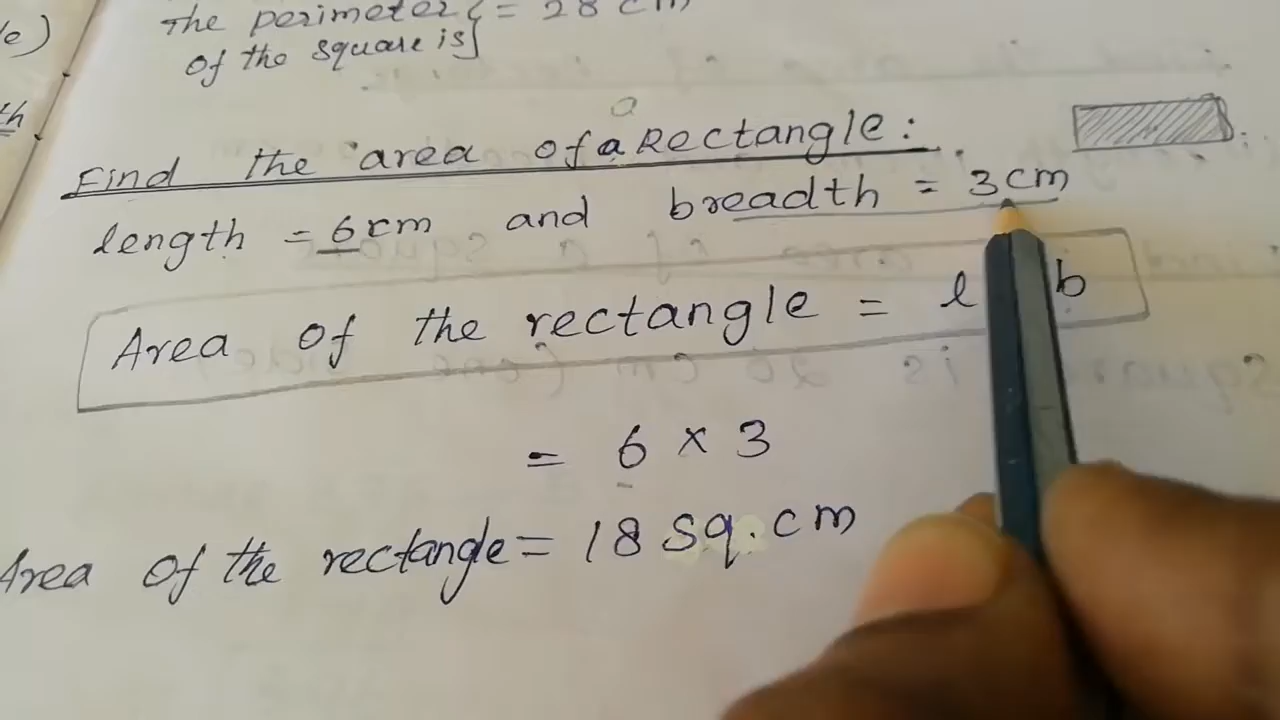 The perimeter } = 28 cm
of the square is }
Find the area of a Rectangle:
length = 6cm and breadth = 3cm
Area of the rectangle = l b
= 6 × 3
Area of the rectangle = 18 sq. cm